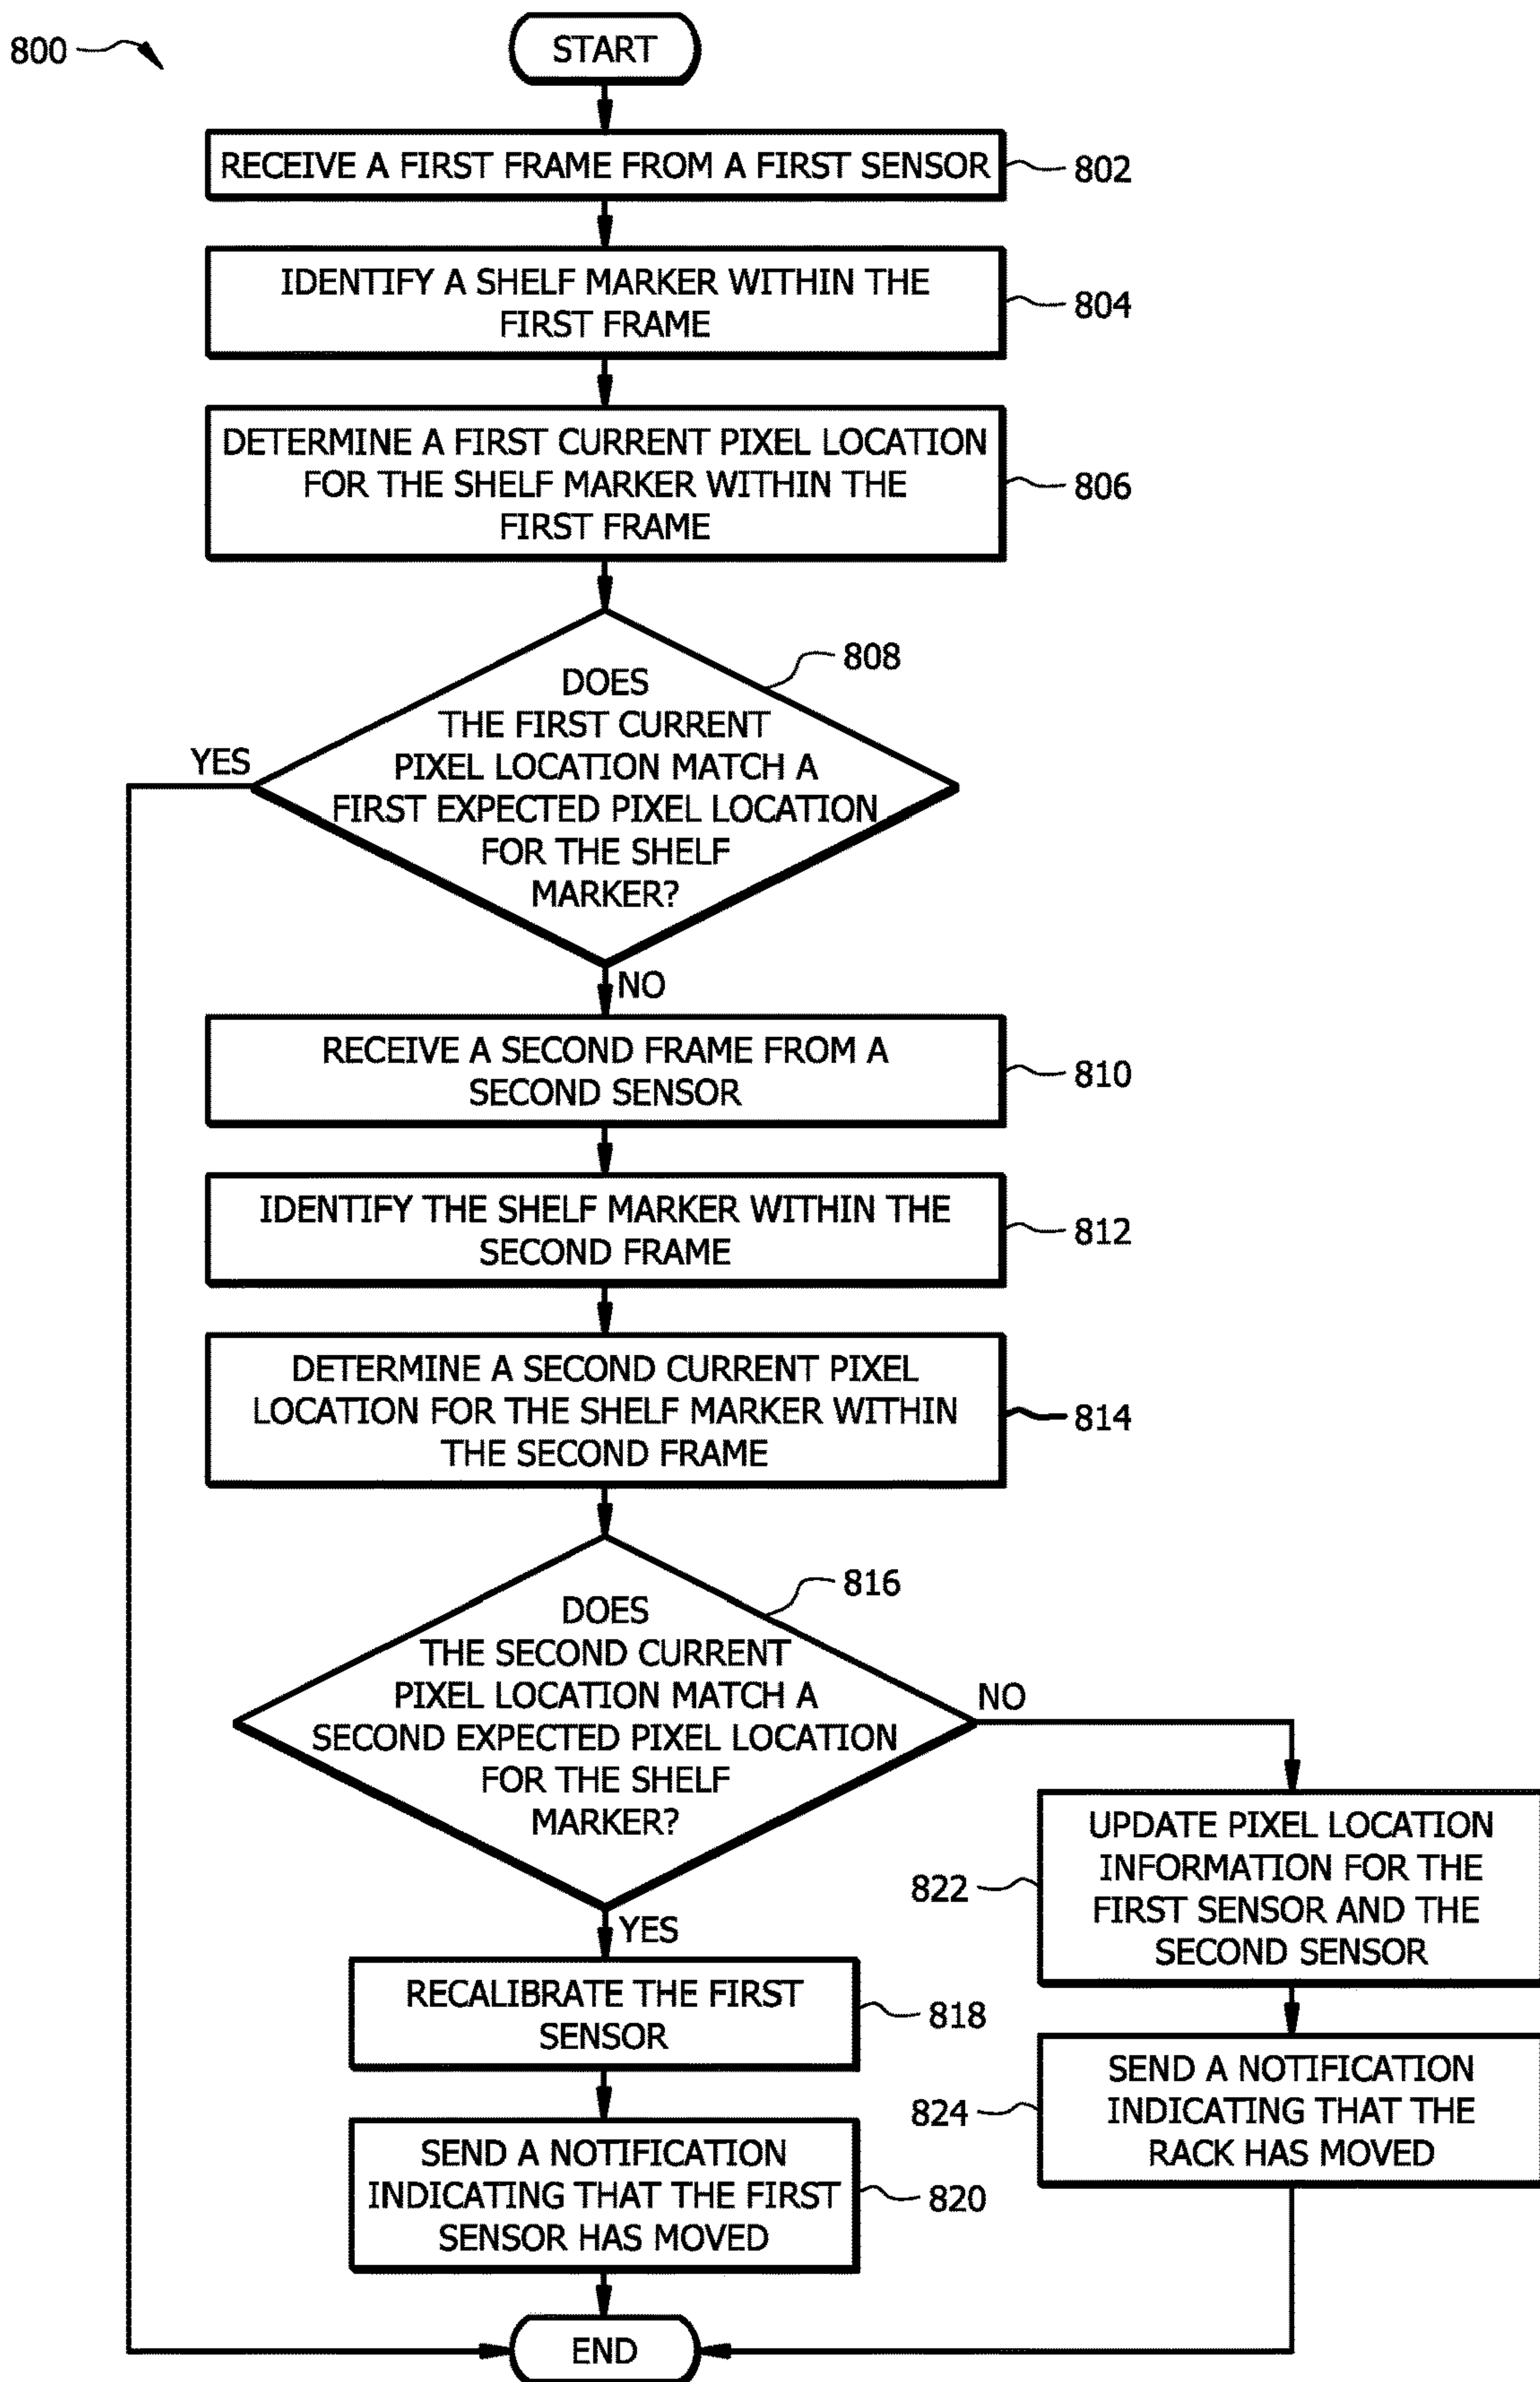 800
START
RECEIVE A FIRST FRAME FROM A FIRST SENSOR
802
IDENTIFY A SHELF MARKER WITHIN THE
FIRST FRAME
804
DETERMINE A FIRST CURRENT PIXEL LOCATION
FOR THE SHELF MARKER WITHIN THE
FIRST FRAME
806
808
DOES
THE FIRST CURRENT
PIXEL LOCATION MATCH A
FIRST EXPECTED PIXEL LOCATION
FOR THE SHELF
MARKER?
YES
NO
RECEIVE A SECOND FRAME FROM A
SECOND SENSOR
810
IDENTIFY THE SHELF MARKER WITHIN THE
SECOND FRAME
812
DETERMINE A SECOND CURRENT PIXEL
LOCATION FOR THE SHELF MARKER WITHIN
THE SECOND FRAME
814
816
DOES
THE SECOND CURRENT
PIXEL LOCATION MATCH A
SECOND EXPECTED PIXEL LOCATION
FOR THE SHELF
MARKER?
NO
YES
UPDATE PIXEL LOCATION
INFORMATION FOR THE
FIRST SENSOR AND THE
SECOND SENSOR
822
RECALIBRATE THE FIRST
SENSOR
818
SEND A NOTIFICATION
INDICATING THAT THE
RACK HAS MOVED
824
SEND A NOTIFICATION
INDICATING THAT THE FIRST
SENSOR HAS MOVED
820
END